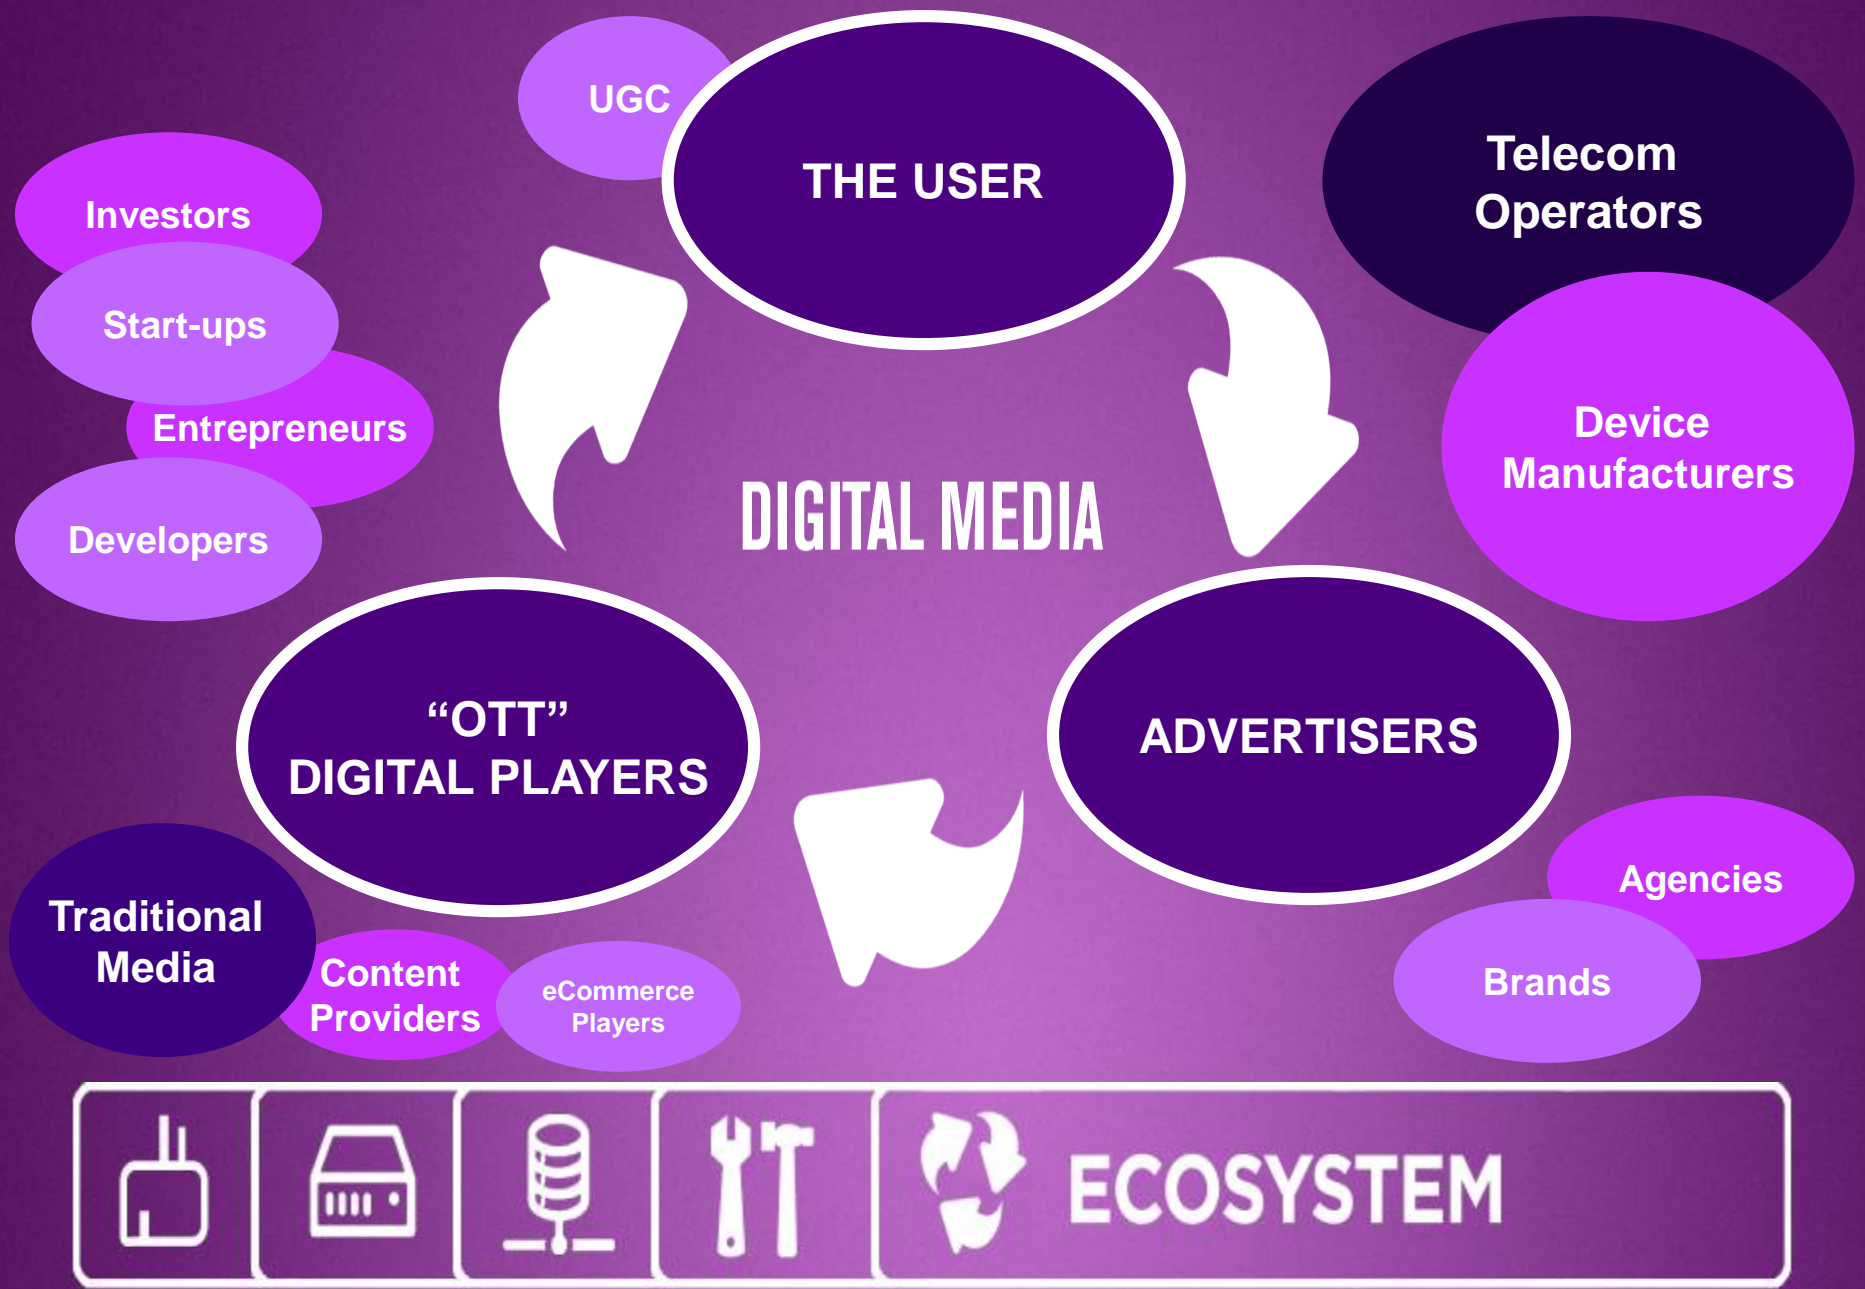 UGC
THE USER
Telecom
Operators
Investors
Start-ups
Entrepreneurs
Developers
Device
Manufacturers
DIGITAL MEDIA
“OTT”
DIGITAL PLAYERS
ADVERTISERS
Traditional
Media
Content
Providers
eCommerce
Players
Agencies
Brands
ECOSYSTEM